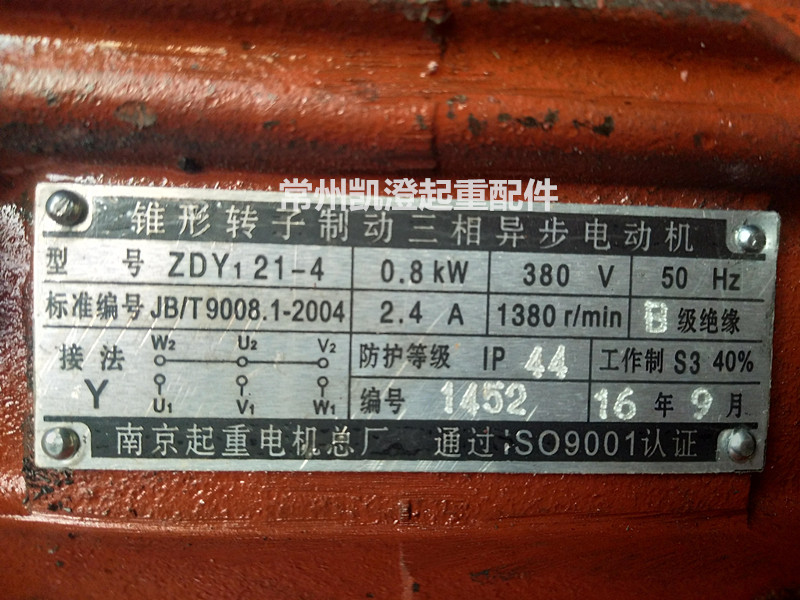 常州凯澄起重配件
锥形转子制动三相异步电动机
型 号 ZDY₁ 21-4 0.8 kW 380 V 50 Hz
标准编号 JB/T9008.1-2004 2.4 A 1380 r/min B 级绝缘
接法 W₂ U₂ V₂ 防护等级 IP 44 工作制 S3 40%
Y U₁ V₁ W₁ 编号 1452 16 年 9 月
南京起重电机总厂 通过ISO9001认证